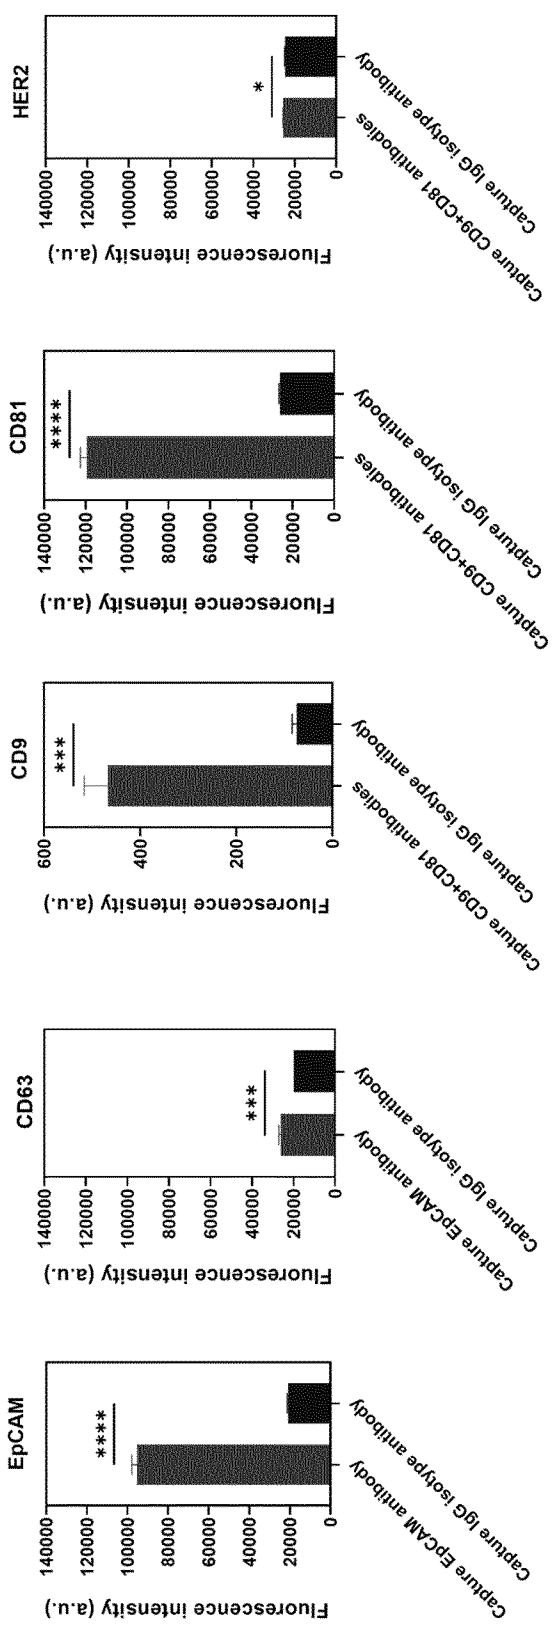 HER2
Fluorescence intensity (a.u.)
140000
120000
100000
80000
60000
40000
20000
0
*
Capture CD9+CD81 antibodies
Capture IgG isotype antibody
CD81
Fluorescence intensity (a.u.)
140000
120000
100000
80000
60000
40000
20000
0
****
Capture CD9+CD81 antibodies
Capture IgG isotype antibody
CD9
Fluorescence intensity (a.u.)
600
400
200
0
***
Capture CD9+CD81 antibodies
Capture IgG isotype antibody
CD63
Fluorescence intensity (a.u.)
140000
120000
100000
80000
60000
40000
20000
0
***
Capture EpCAM antibody
Capture IgG isotype antibody
EpCAM
Fluorescence intensity (a.u.)
140000
120000
100000
80000
60000
40000
20000
0
****
Capture EpCAM antibody
Capture IgG isotype antibody